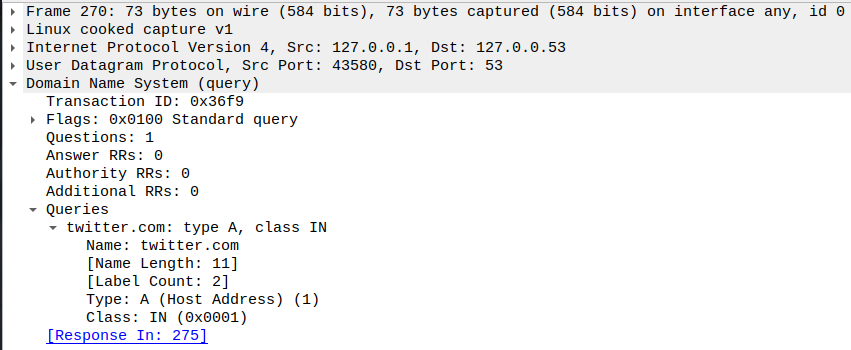 Frame 270: 73 bytes on wire (584 bits), 73 bytes captured (584 bits) on interface any, id 0
Linux cooked capture v1
Internet Protocol Version 4, Src: 127.0.0.1, Dst: 127.0.0.53
User Datagram Protocol, Src Port: 43580, Dst Port: 53
Domain Name System (query)
Transaction ID: 0x36f9
Flags: 0x0100 Standard query
Questions: 1
Answer RRs: 0
Authority RRs: 0
Additional RRs: 0
Queries
twitter.com: type A, class IN
Name: twitter.com
[Name Length: 11]
[Label Count: 2]
Type: A (Host Address) (1)
Class: IN (0x0001)
[Response In: 275]